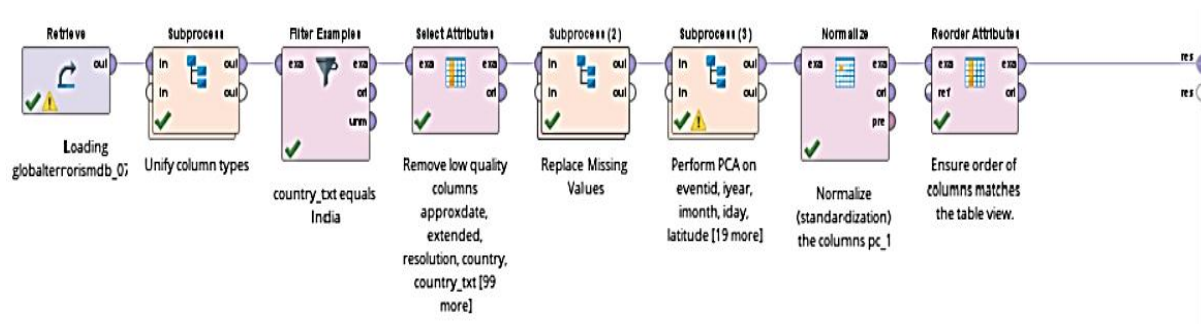 Retrieve
Subprocess
Filter Examples
Select Attributes
Subprocess (2)
Subprocess (3)
Normalize
Reorder Attributes
out
in
out
in
out
exa
exa
ori
unm
exa
exa
ori
in
out
in
out
in
out
in
out
exa
exa
ori
pre
exa
exa
ref
ori
res
res
Loading
globalterrorismdb_07
Unify column types
country_txt equals
India
Remove low quality
columns
approxdate,
extended,
resolution, country,
country_txt [99
more]
Replace Missing
Values
Perform PCA on
eventid, iyear,
imonth, iday,
latitude [19 more]
Normalize
(standardization)
the columns pc_1
Ensure order of
columns matches
the table view.